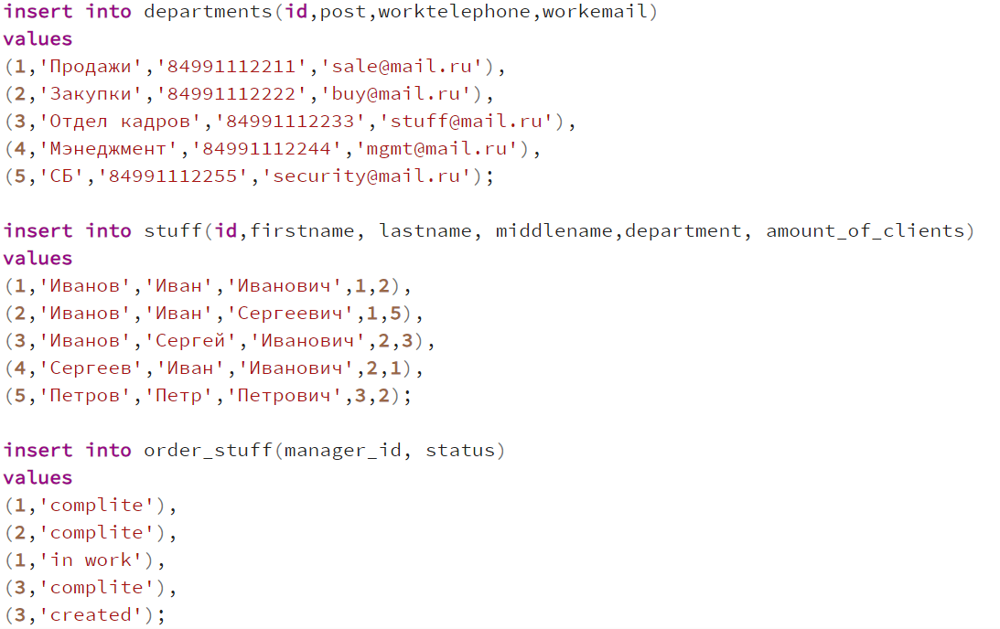 insert into departments(id,post,worktelephone,workemail)
values
(1,'Продажи','84991112211','sale@mail.ru'),
(2,'Закупки','84991112222','buy@mail.ru'),
(3,'Отдел кадров','84991112233','stuff@mail.ru'),
(4,'Мэнеджмент','84991112244','mgmt@mail.ru'),
(5,'СБ','84991112255','security@mail.ru');
insert into stuff(id,firstname, lastname, middlename,department, amount_of_clients)
values
(1,'Иванов','Иван','Иванович',1,2),
(2,'Иванов','Иван','Сергеевич',1,5),
(3,'Иванов','Сергей','Иванович',2,3),
(4,'Сергеев','Иван','Иванович',2,1),
(5,'Петров','Петр','Петрович',3,2);
insert into order_stuff(manager_id, status)
values
(1,'complite'),
(2,'complite'),
(1,'in work'),
(3,'complite'),
(3,'created');